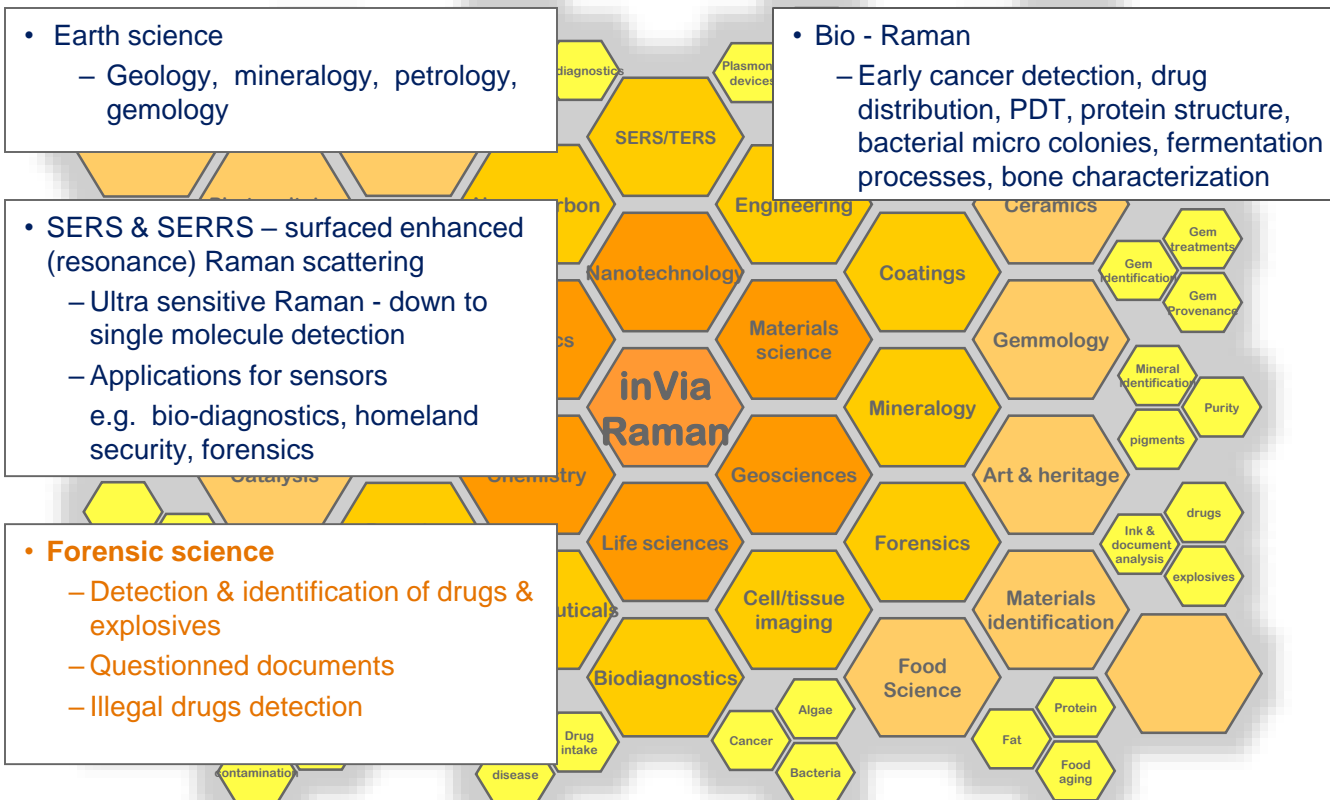 • Earth science
– Geology, mineralogy, petrology,
gemology
• Bio - Raman
– Early cancer detection, drug
distribution, PDT, protein structure,
bacterial micro colonies, fermentation
processes, bone characterization
• SERS & SERRS – surfaced enhanced
(resonance) Raman scattering
– Ultra sensitive Raman - down to
single molecule detection
– Applications for sensors
e.g. bio-diagnostics, homeland
security, forensics
• Forensic science
– Detection & identification of drugs &
explosives
– Questionned documents
– Illegal drugs detection
diagnostics
Plasmon
devices
SERS/TERS
Engineering
Ceramics
Nanotechnology
Coatings
Gem
treatments
Gem
identification
Gem
Provenance
Materials
science
Gemmology
inVia
Raman
Mineralogy
Mineral
identification
Purity
pigments
Catalysis
Chemistry
Geosciences
Art & heritage
Life sciences
Forensics
Ink &
document
analysis
drugs
explosives
Cell/tissue
imaging
Materials
identification
Biodiagnostics
Food
Science
Drug
intake
disease
contamination
Cancer
Algae
Bacteria
Fat
Protein
Food
aging